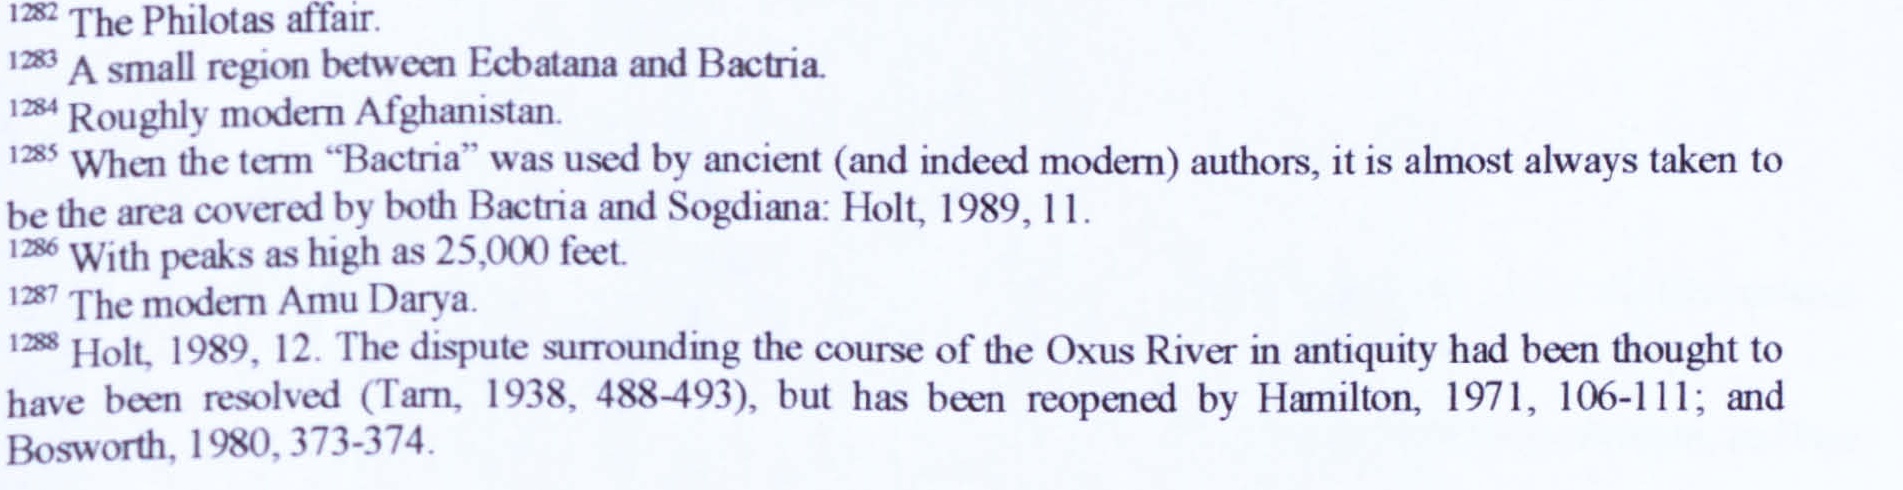 1282 The Philotas affair.
1283 A small region between Ecbatana and Bactria.
1284 Roughly modern Afghanistan.
1285 When the term “Bactria” was used by ancient (and indeed modern) authors, it is almost always taken to
be the area covered by both Bactria and Sogdiana: Holt, 1989, 11.
1286 With peaks as high as 25,000 feet.
1287 The modern Amu Darya.
1288 Holt, 1989, 12. The dispute surrounding the course of the Oxus River in antiquity had been thought to
have been resolved (Tarn, 1938, 488-493), but has been reopened by Hamilton, 1971, 106-111; and
Bosworth, 1980, 373-374.